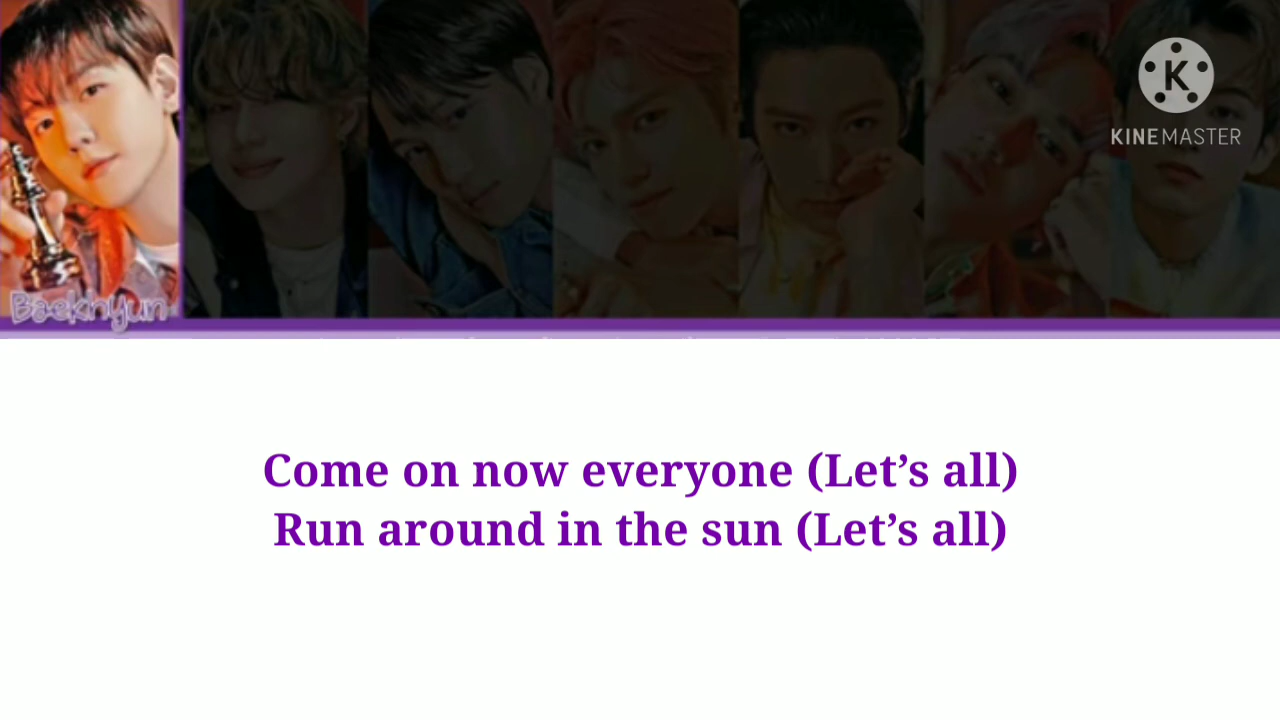 K
KINEMASTER
Baekhyun
Come on now everyone (Let’s all)
Run around in the sun (Let’s all)